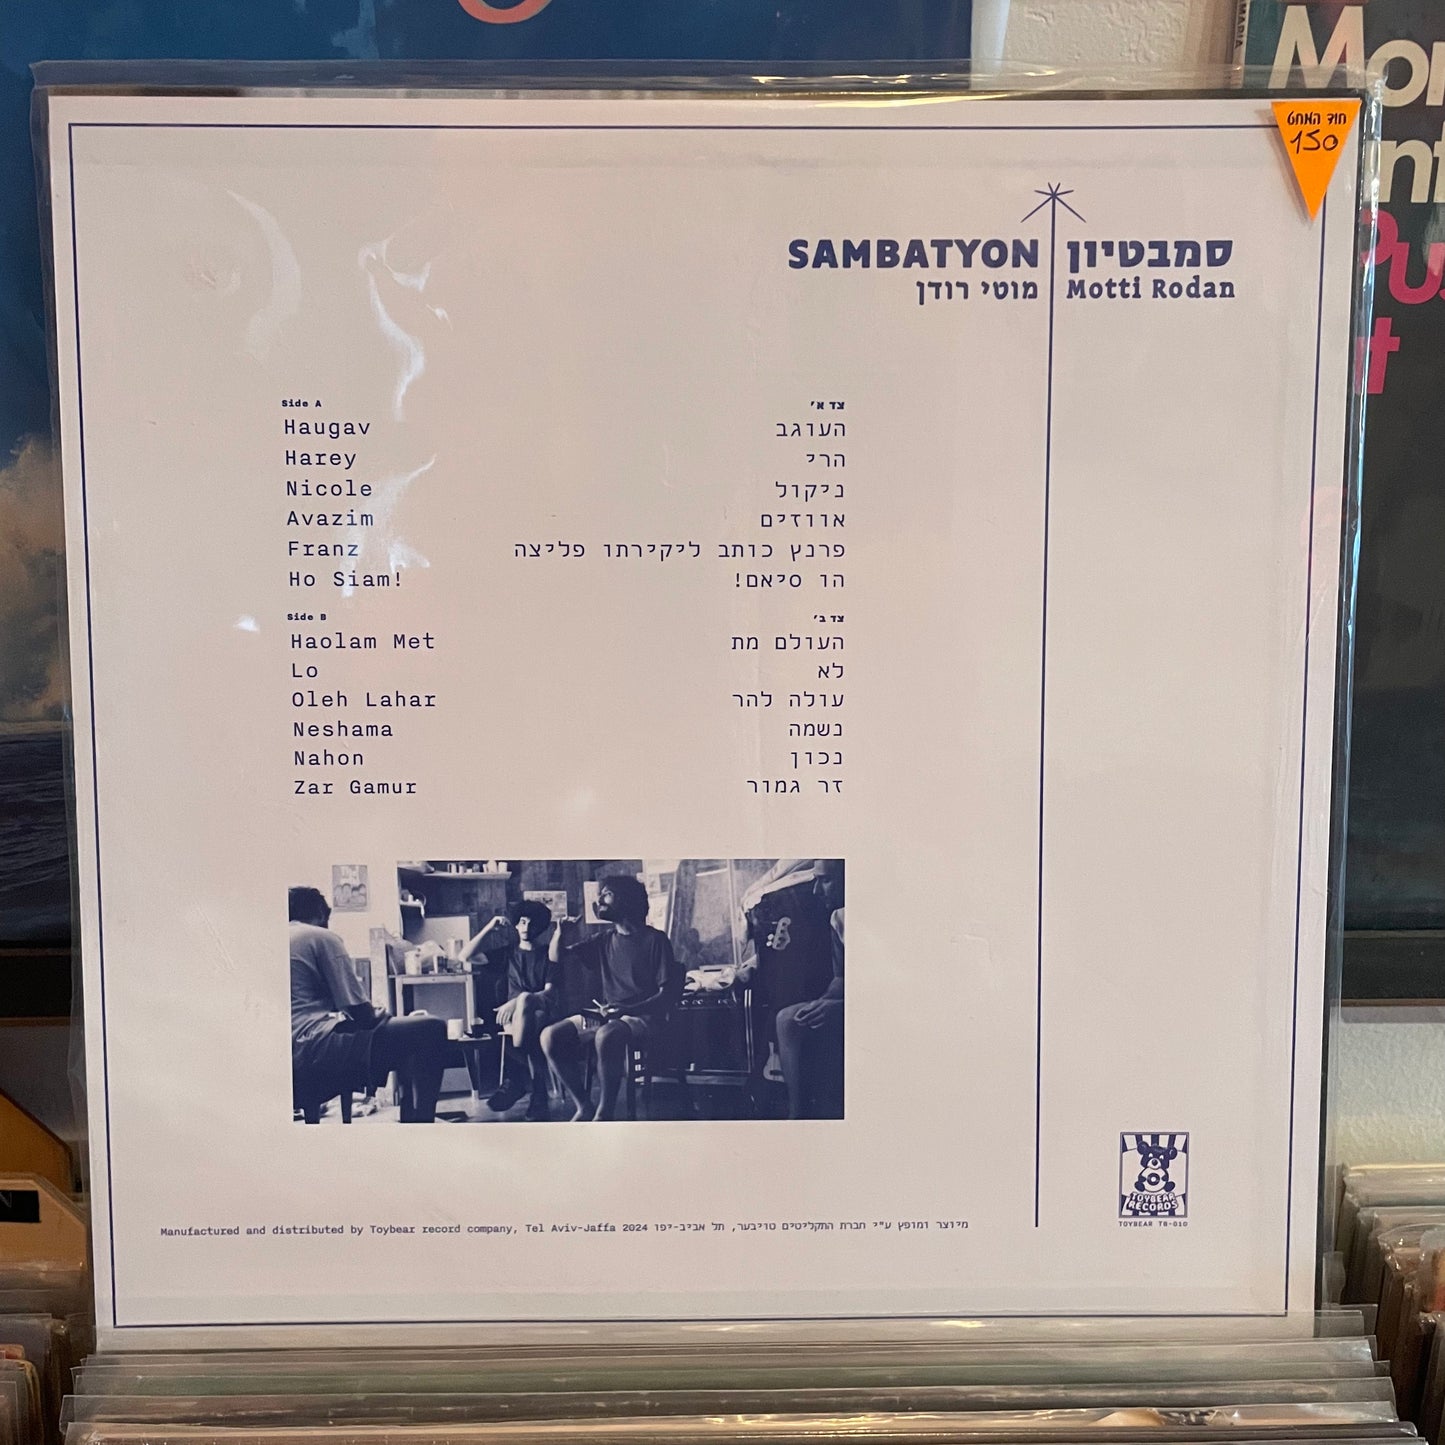 חוד המחט
150
SAMBATYON סמבטיון
מוטי רודן Motti Rodan
Side A צד א׳
Haugav העוגב
Harey הרי
Nicole ניקול
Avazim אווזים
Franz פרנץ כותב ליקירתו פליצה
Ho Siam! הו סיאם!
Side B צד ב׳
Haolam Met העולם מת
Lo לא
Oleh Lahar עולה להר
Neshama נשמה
Nahon נכון
Zar Gamur זר גמור
TOYBEAR
RECORDS
TOYBEAR TB-010
Manufactured and distributed by Toybear record company, Tel Aviv-Jaffa 2024 מיוצר ומופץ ע״י חברת התקליטים טויבער, תל אביב-יפו